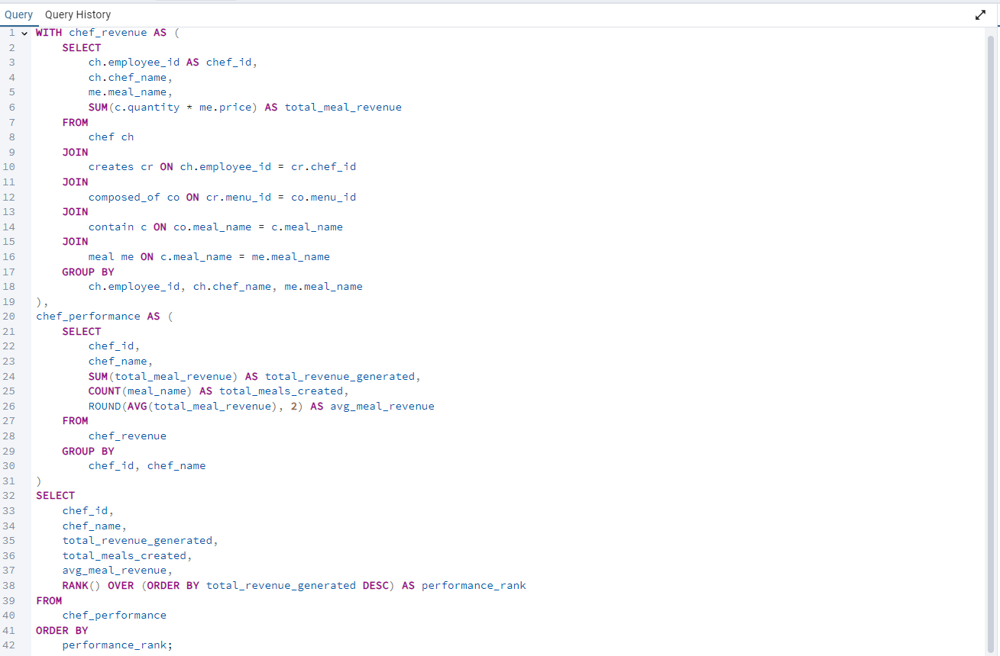 Query Query History
1 WITH chef_revenue AS (
2 SELECT
3 ch.employee_id AS chef_id,
4 ch.chef_name,
5 me.meal_name,
6 SUM(c.quantity * me.price) AS total_meal_revenue
7 FROM
8 chef ch
9 JOIN
10 creates cr ON ch.employee_id = cr.chef_id
11 JOIN
12 composed_of co ON cr.menu_id = co.menu_id
13 JOIN
14 contain c ON co.meal_name = c.meal_name
15 JOIN
16 meal me ON c.meal_name = me.meal_name
17 GROUP BY
18 ch.employee_id, ch.chef_name, me.meal_name
19 ),
20 chef_performance AS (
21 SELECT
22 chef_id,
23 chef_name,
24 SUM(total_meal_revenue) AS total_revenue_generated,
25 COUNT(meal_name) AS total_meals_created,
26 ROUND(AVG(total_meal_revenue), 2) AS avg_meal_revenue
27 FROM
28 chef_revenue
29 GROUP BY
30 chef_id, chef_name
31 )
32 SELECT
33 chef_id,
34 chef_name,
35 total_revenue_generated,
36 total_meals_created,
37 avg_meal_revenue,
38 RANK() OVER (ORDER BY total_revenue_generated DESC) AS performance_rank
39 FROM
40 chef_performance
41 ORDER BY
42 performance_rank;